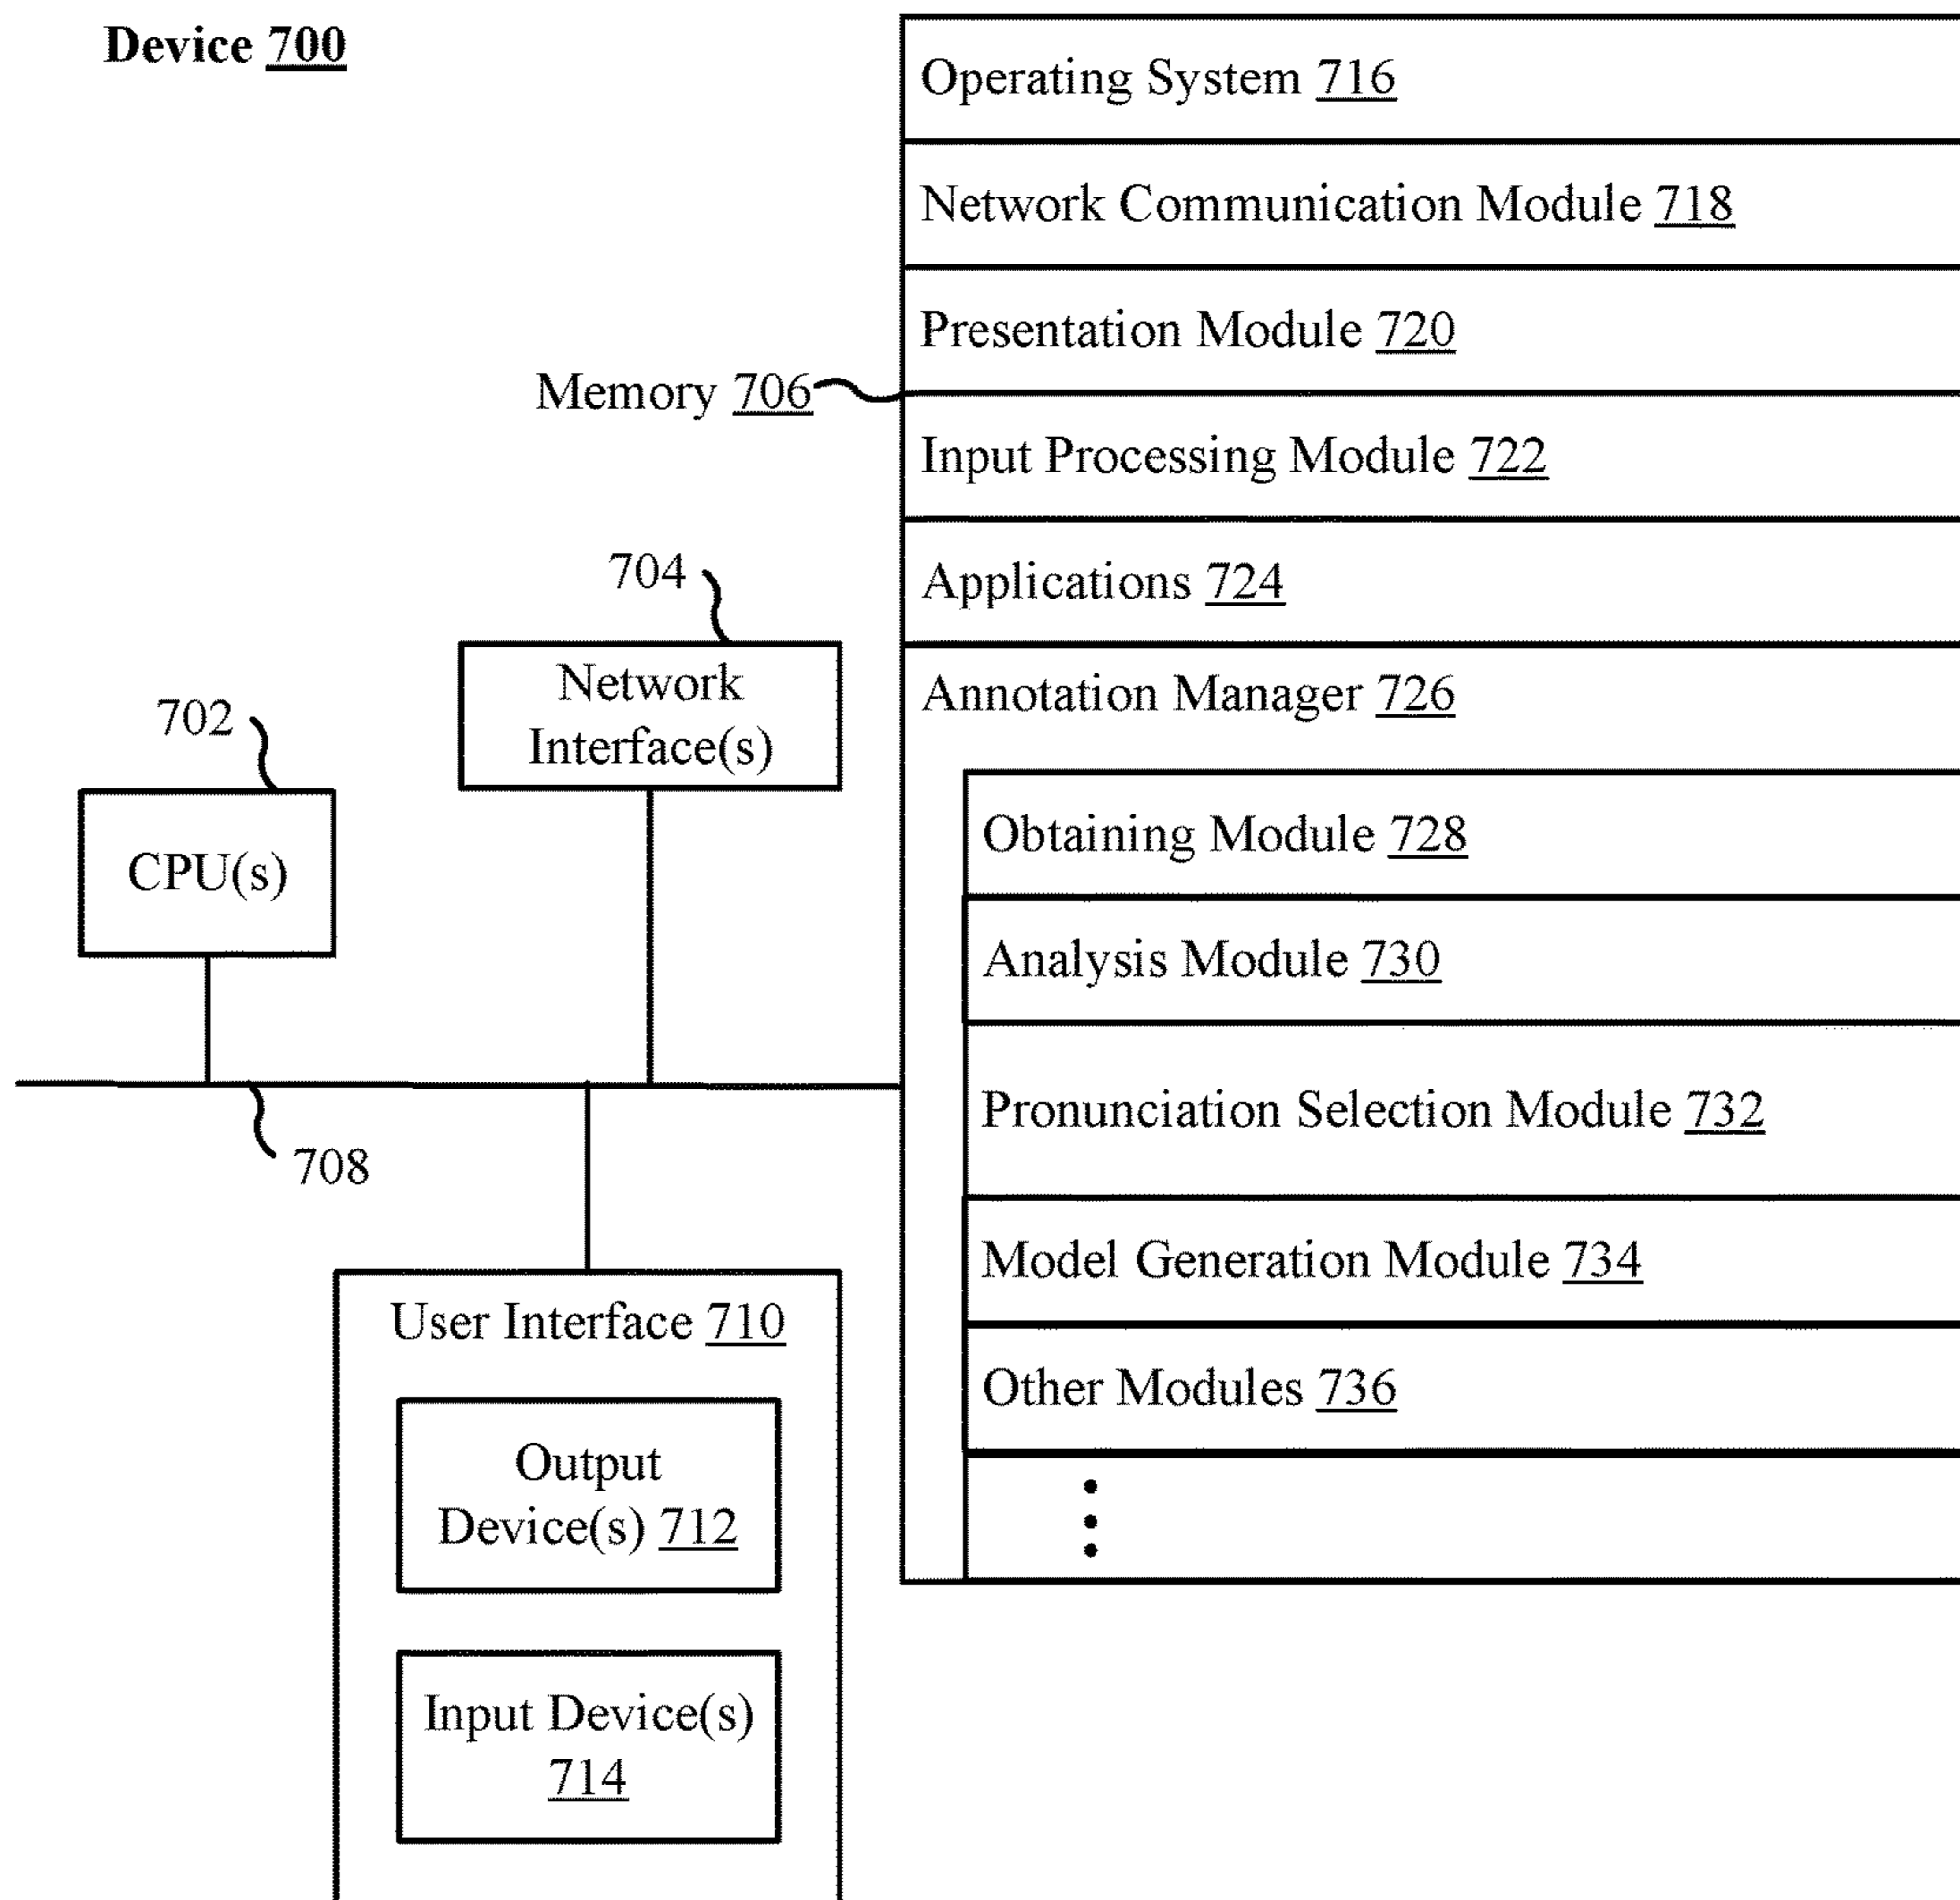 Device 700
Operating System 716
Network Communication Module 718
Presentation Module 720
Memory 706
Input Processing Module 722
Applications 724
704
Network
Interface(s)
702
CPU(s)
Annotation Manager 726
Obtaining Module 728
Analysis Module 730
Pronunciation Selection Module 732
708
Model Generation Module 734
Other Modules 736
User Interface 710
Output
Device(s) 712
Input Device(s)
714